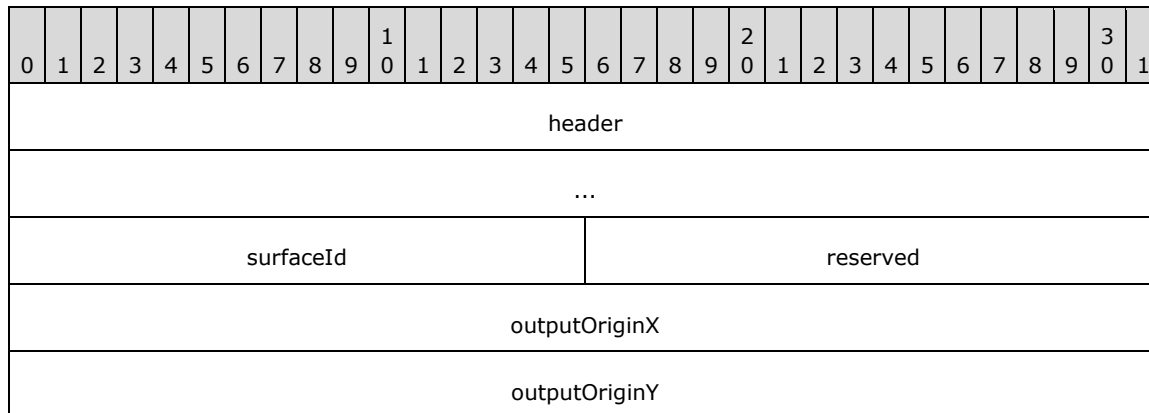 1 2 3
0 1 2 3 4 5 6 7 8 9 0 1 2 3 4 5 6 7 8 9 0 1 2 3 4 5 6 7 8 9 0 1
header
...
surfaceId reserved
outputOriginX
outputOriginY